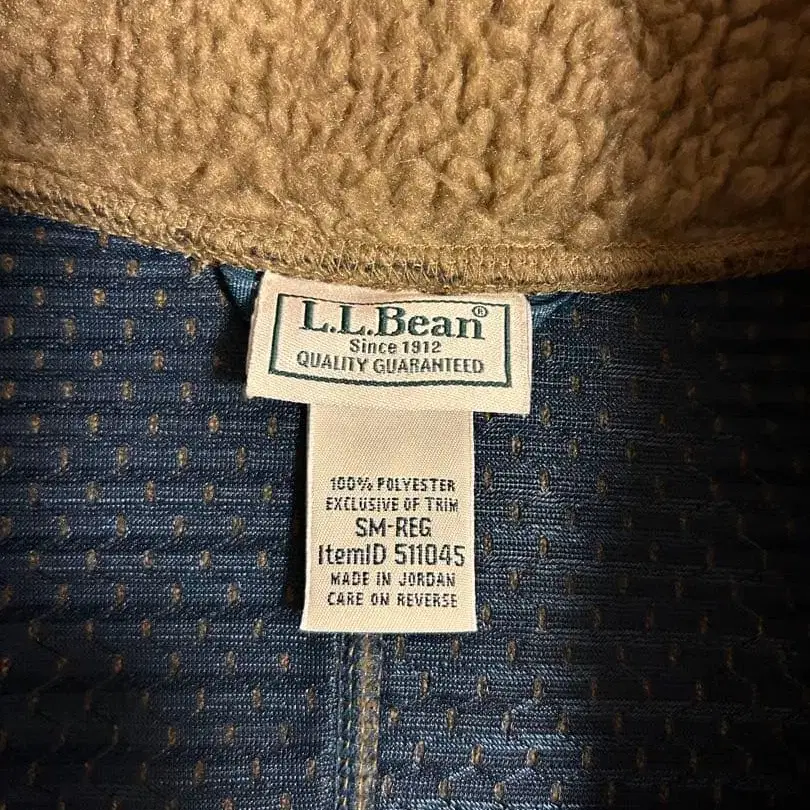 L.L.Bean®
Since 1912
QUALITY GUARANTEED
100% POLYESTER
EXCLUSIVE OF TRIM
SM-REG
ItemID 511045
MADE IN JORDAN
CARE ON REVERSE